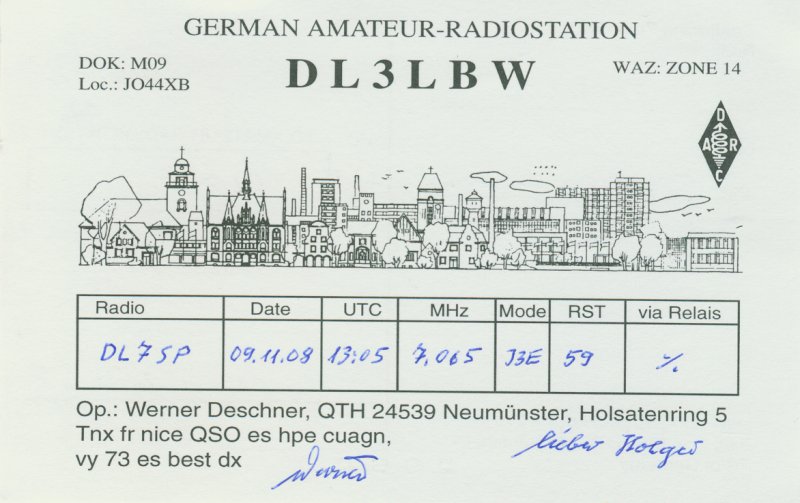 GERMAN AMATEUR-RADIOSTATION
DOK: M09
Loc.: JO44XB
DL3LBW
WAZ: ZONE 14
D
A R
C
Radio Date UTC MHz Mode RST via Relais
DL7SP 09.11.08 13:05 7,065 J3E 59 ·/.
Op.: Werner Deschner, QTH 24539 Neumünster, Holsatenring 5
Tnx fr nice QSO es hpe cuagn,
lieber Holger
vy 73 es best dx
Werner